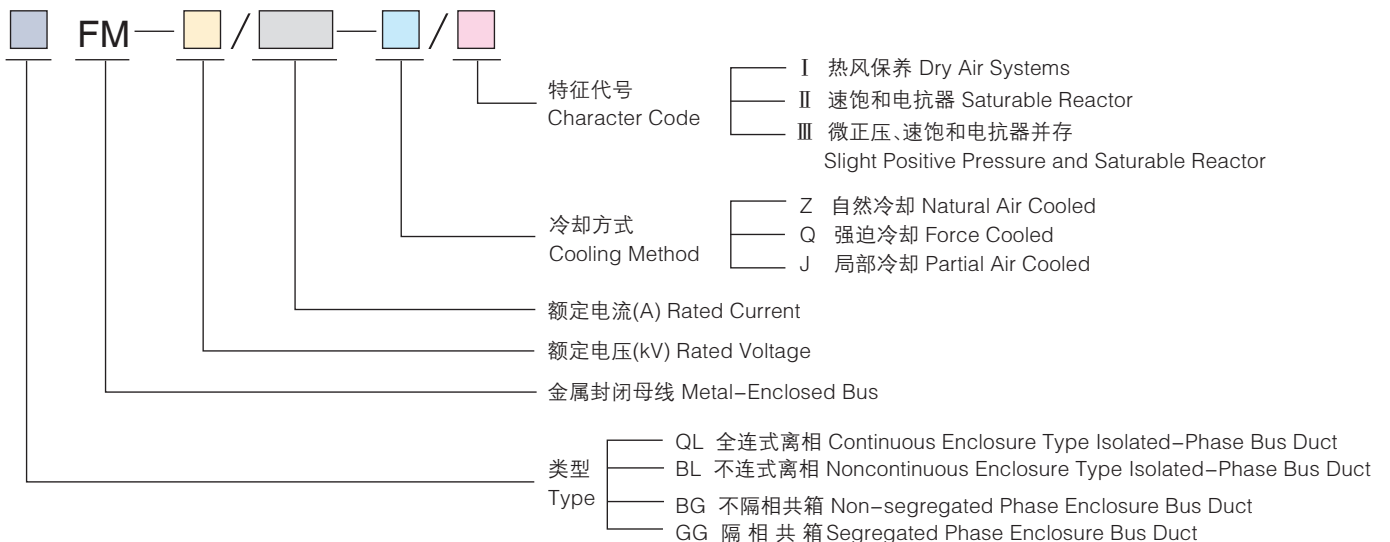 FM— / — /
特征代号
Character Code
Ⅰ 热风保养 Dry Air Systems
Ⅱ 速饱和电抗器 Saturable Reactor
Ⅲ 微正压、速饱和电抗器并存
Slight Positive Pressure and Saturable Reactor
冷却方式
Cooling Method
Z 自然冷却 Natural Air Cooled
Q 强迫冷却 Force Cooled
J 局部冷却 Partial Air Cooled
额定电流(A) Rated Current
额定电压(kV) Rated Voltage
金属封闭母线 Metal-Enclosed Bus
类型
Type
QL 全连式离相 Continuous Enclosure Type Isolated-Phase Bus Duct
BL 不连式离相 Noncontinuous Enclosure Type Isolated-Phase Bus Duct
BG 不隔相共箱 Non-segregated Phase Enclosure Bus Duct
GG 隔 相 共 箱 Segregated Phase Enclosure Bus Duct